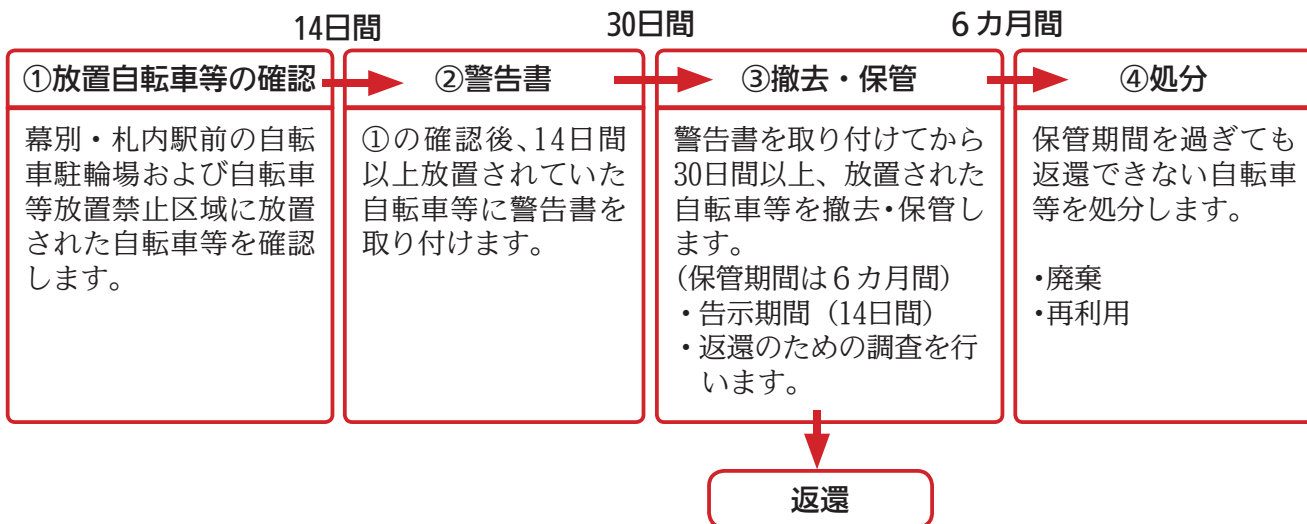 14日間
30日間
6カ月間
①放置自転車等の確認
幕別・札内駅前の自転
車駐輪場および自転車
等放置禁止区域に放置
された自転車等を確認
します。
②警告書
①の確認後、14日間
以上放置されていた
自転車等に警告書を
取り付けます。
③撤去・保管
警告書を取り付けてから
30日間以上、放置された
自転車等を撤去・保管し
ます。
(保管期間は6カ月間)
・告示期間（14日間）
・返還のための調査を行
います。
④処分
保管期間を過ぎても
返還できない自転車
等を処分します。
・廃棄
・再利用
返還